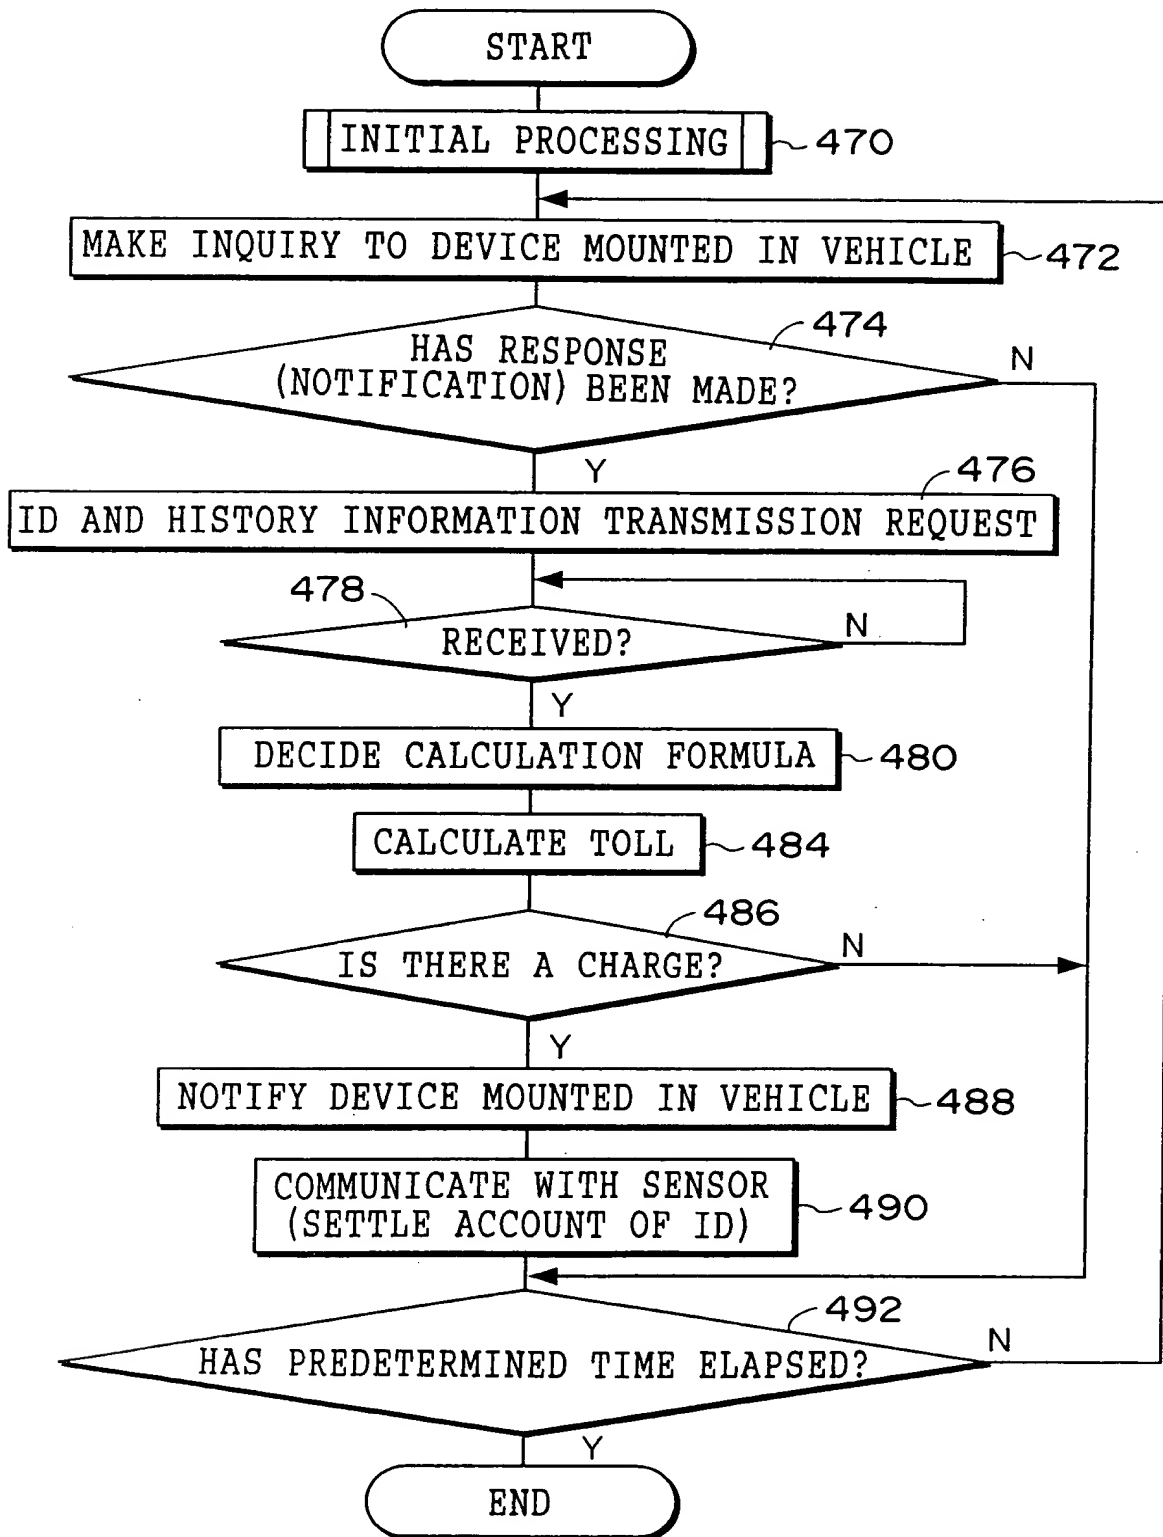 START
INITIAL PROCESSING
470
MAKE INQUIRY TO DEVICE MOUNTED IN VEHICLE
472
474
HAS RESPONSE
(NOTIFICATION) BEEN MADE?
N
Y
476
ID AND HISTORY INFORMATION TRANSMISSION REQUEST
478
RECEIVED?
N
Y
DECIDE CALCULATION FORMULA
480
CALCULATE TOLL
484
486
IS THERE A CHARGE?
N
Y
NOTIFY DEVICE MOUNTED IN VEHICLE
488
COMMUNICATE WITH SENSOR
(SETTLE ACCOUNT OF ID)
490
492
HAS PREDETERMINED TIME ELAPSED?
N
Y
END